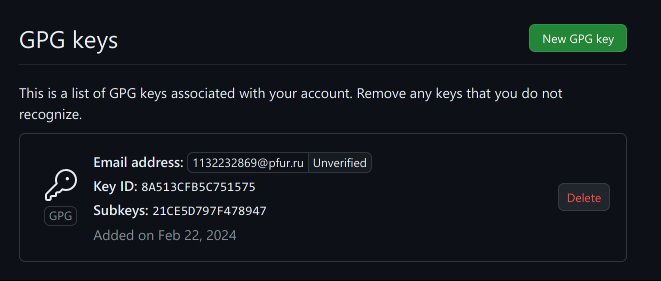 GPG keys
New GPG key
This is a list of GPG keys associated with your account. Remove any keys that you do not
recognize.
Email address: 1132232869@pfur.ru Unverified
Key ID: 8A513CFB5C751575
GPG
Subkeys: 21CE5D797F478947
Delete
Added on Feb 22, 2024